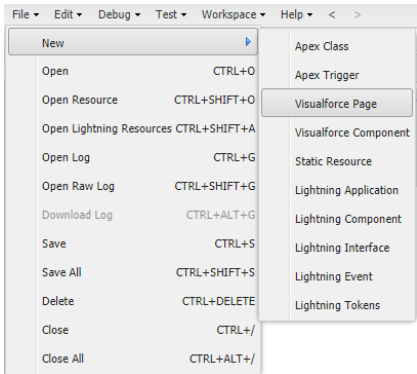 File Edit Debug Test Workspace Help < >
New
Open CTRL+O
Open Resource CTRL+SHIFT+O
Open Lightning Resources CTRL+SHIFT+A
Open Log CTRL+G
Open Raw Log CTRL+SHIFT+G
Download Log CTRL+ALT+G
Save CTRL+S
Save All CTRL+SHIFT+S
Delete CTRL+DELETE
Close CTRL+/
Close All CTRL+ALT+/
Apex Class
Apex Trigger
Visualforce Page
Visualforce Component
Static Resource
Lightning Application
Lightning Component
Lightning Interface
Lightning Event
Lightning Tokens